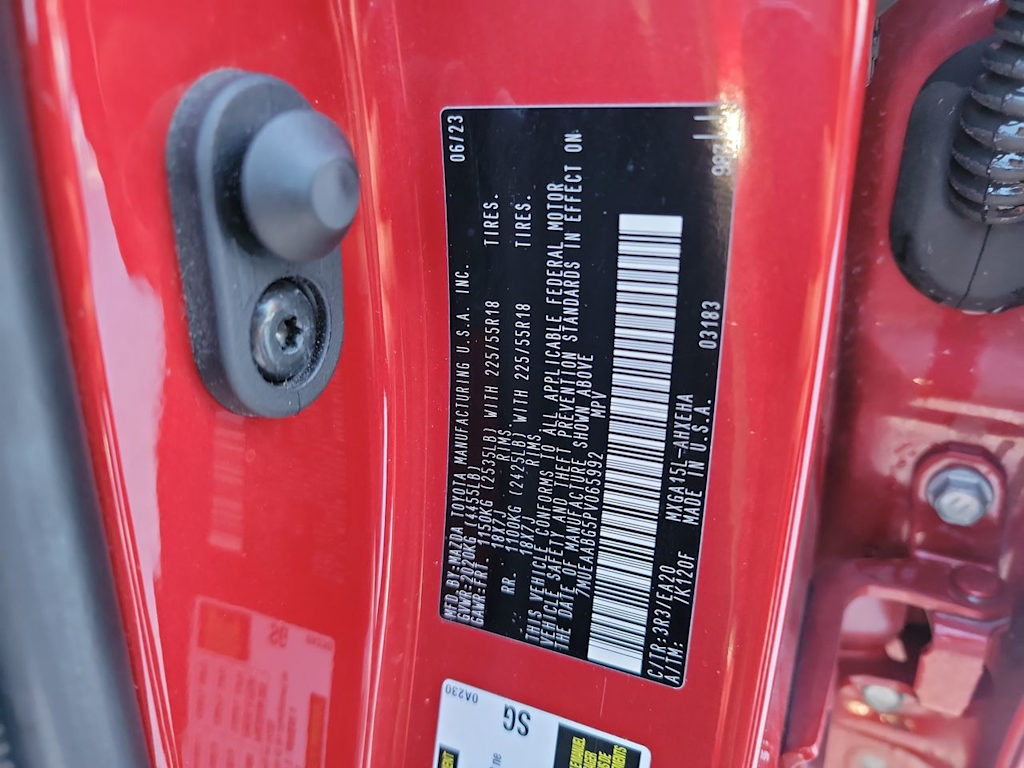 MFD.BY:MAZDA TOYOTA MANUFACTURING U.S.A. INC. 06/23
GVWR:2020KG (4455LB)
GAWR:FRT. 1150KG (2535LB) WITH 225/55R18 TIRES.
18X7J RIMS.
RR. 1100KG (2425LB) WITH 225/55R18 TIRES.
18X7J RIMS.
THIS VEHICLE CONFORMS TO ALL APPLICABLE FEDERAL MOTOR
VEHICLE SAFETY AND THEFT PREVENTION STANDARDS IN EFFECT ON
THE DATE OF MANUFACTURE SHOWN ABOVE.
MPV
C/TR:3R3/EA20 MXGA15L-AHXEHA 03183
A/TM: /K120F MADE IN U.S.A.
0A230
SG